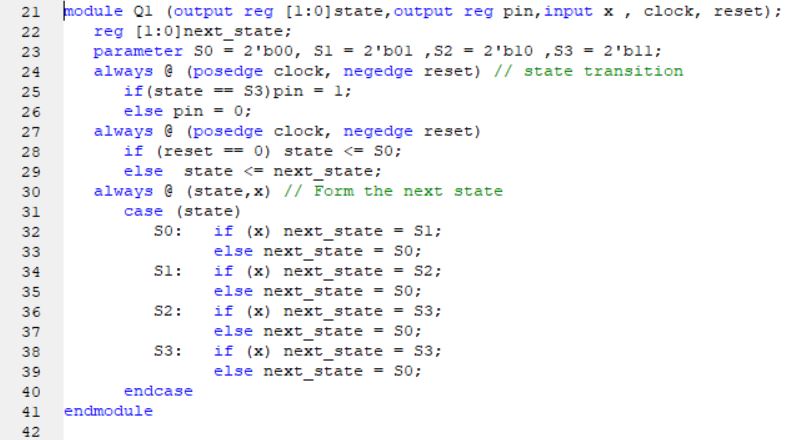 21 module Q1 (output reg [1:0]state,output reg pin,input x , clock, reset);
22 reg [1:0]next_state;
23 parameter S0 = 2'b00, S1 = 2'b01 ,S2 = 2'b10 ,S3 = 2'b11;
24 always @ (posedge clock, negedge reset) // state transition
25 if(state == S3)pin = 1;
26 else pin = 0;
27 always @ (posedge clock, negedge reset)
28 if (reset == 0) state <= S0;
29 else  state <= next_state;
30 always @ (state,x) // Form the next state
31 case (state)
32 S0:   if (x) next_state = S1;
33 else next_state = S0;
34 S1:   if (x) next_state = S2;
35 else next_state = S0;
36 S2:   if (x) next_state = S3;
37 else next_state = S0;
38 S3:   if (x) next_state = S3;
39 else next_state = S0;
40 endcase
41 endmodule
42